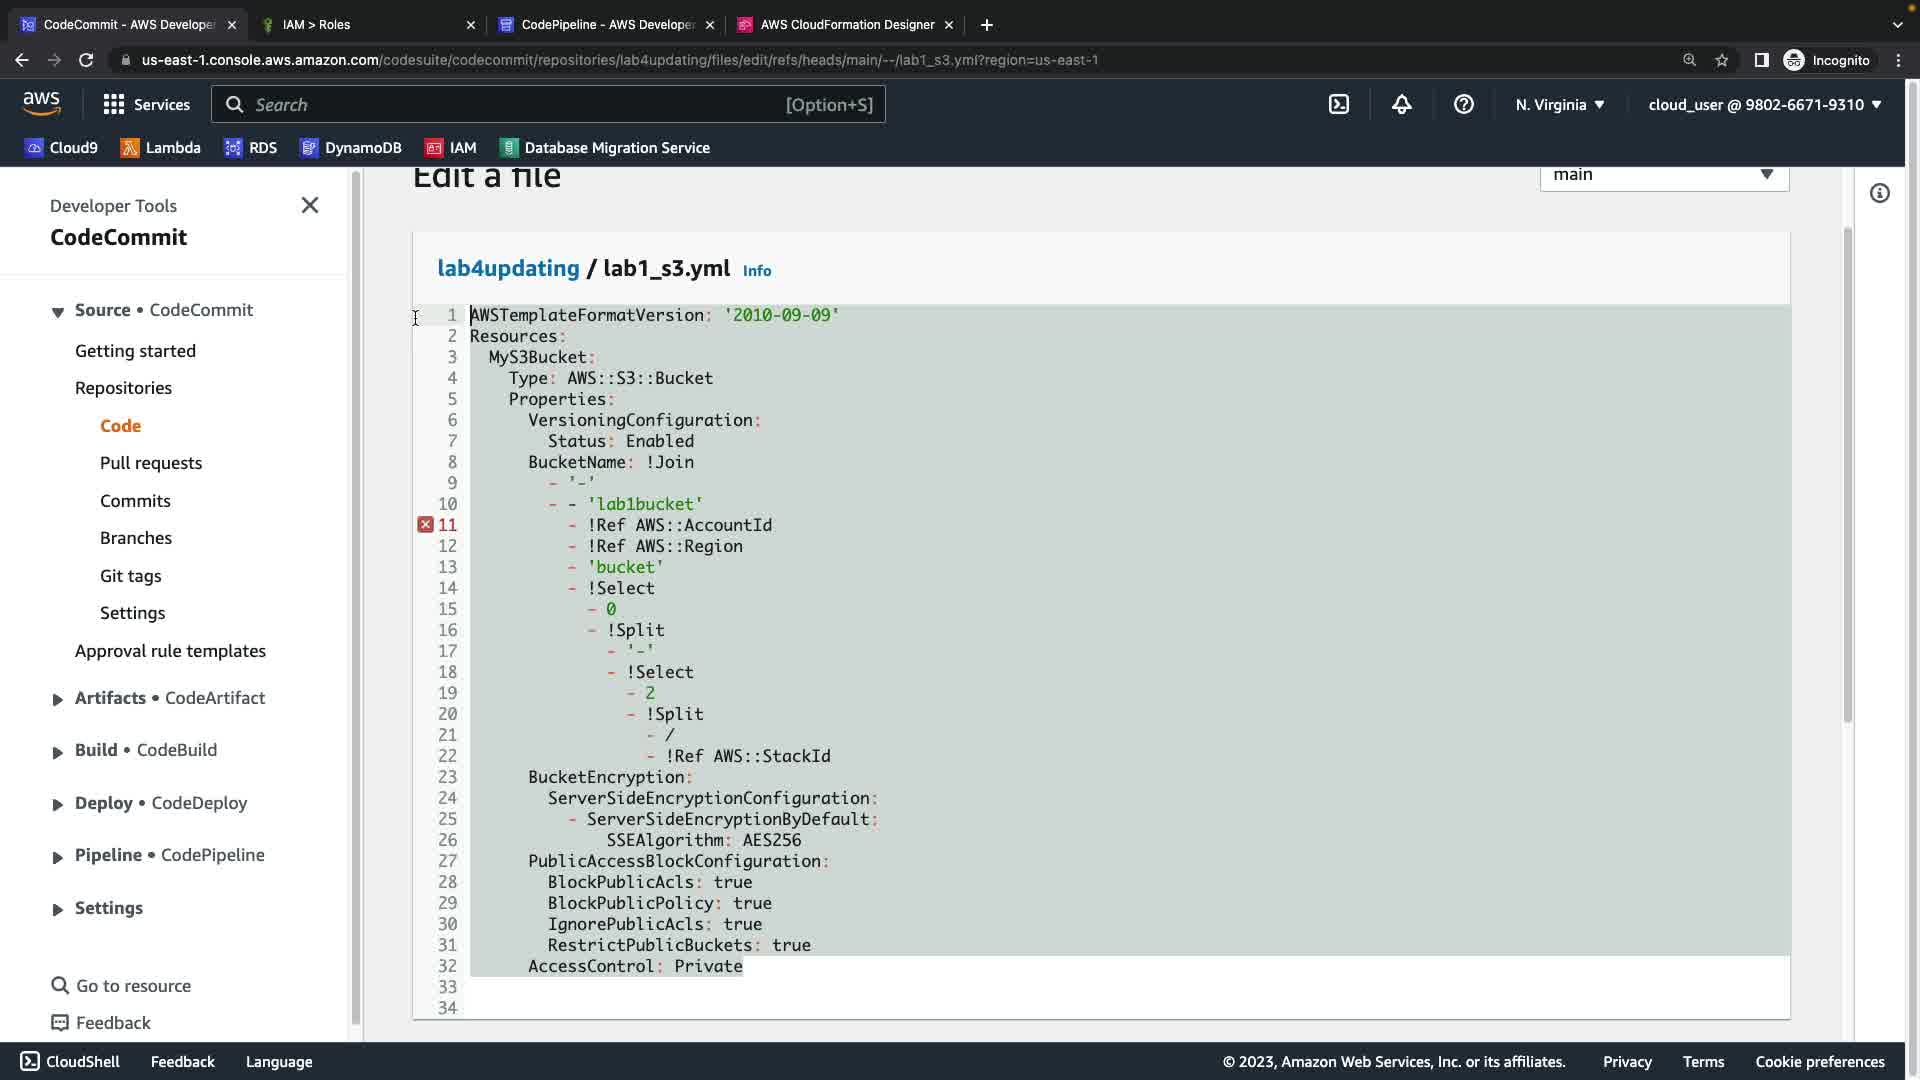 CodeCommit - AWS Developer
IAM > Roles
CodePipeline - AWS Developer
AWS CloudFormation Designer
us-east-1.console.aws.amazon.com/codesuite/codecommit/repositories/lab4updating/files/edit/refs/heads/main/--/lab1_s3.yml?region=us-east-1
Incognito
aws
Services
Search
[Option+S]
N. Virginia
cloud_user @ 9802-6671-9310
Cloud9
Lambda
RDS
DynamoDB
IAM
Database Migration Service
Developer Tools
CodeCommit
Source • CodeCommit
Getting started
Repositories
Code
Pull requests
Commits
Branches
Git tags
Settings
Approval rule templates
Artifacts • CodeArtifact
Build • CodeBuild
Deploy • CodeDeploy
Pipeline • CodePipeline
Settings
Go to resource
Feedback
Edit a file
main
lab4updating / lab1_s3.yml Info
1 AWSTemplateFormatVersion: '2010-09-09'
2 Resources:
3 MyS3Bucket:
4 Type: AWS::S3::Bucket
5 Properties:
6 VersioningConfiguration:
7 Status: Enabled
8 BucketName: !Join
9 - '-'
10 - - 'lab1bucket'
11 - !Ref AWS::AccountId
12 - !Ref AWS::Region
13 - 'bucket'
14 - !Select
15 - 0
16 - !Split
17 - '-'
18 - !Select
19 - 2
20 - !Split
21 - /
22 - !Ref AWS::StackId
23 BucketEncryption:
24 ServerSideEncryptionConfiguration:
25 - ServerSideEncryptionByDefault:
26 SSEAlgorithm: AES256
27 PublicAccessBlockConfiguration:
28 BlockPublicAcls: true
29 BlockPublicPolicy: true
30 IgnorePublicAcls: true
31 RestrictPublicBuckets: true
32 AccessControl: Private
33
34
CloudShell
Feedback
Language
© 2023, Amazon Web Services, Inc. or its affiliates.
Privacy
Terms
Cookie preferences